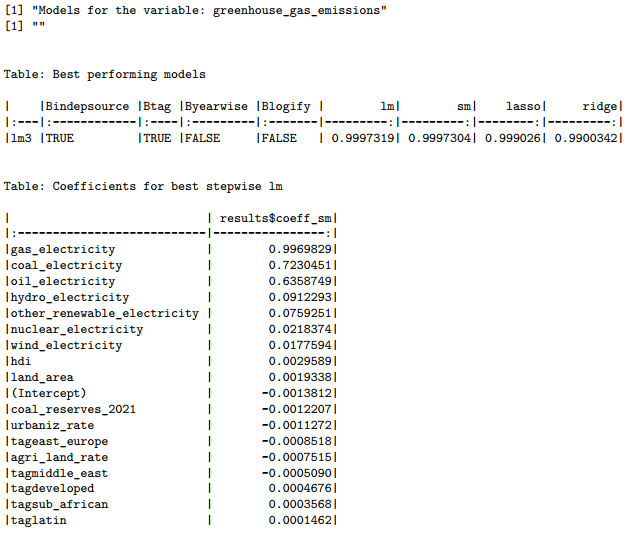 [1] "Models for the variable: greenhouse_gas_emissions"
[1] ""
Table: Best performing models
|    |Bindepsource |Btag |Byearwise |Blogify |        lm|        sm|    lasso|     ridge|
|:---|:------------|:----|:---------|:-------|---------:|---------:|--------:|---------:|
|lm3 |TRUE         |TRUE |FALSE     |FALSE   | 0.9997319| 0.9997304| 0.999026| 0.9900342|
Table: Coefficients for best stepwise lm
|                            | results$coeff_sm|
|:---------------------------|----------------:|
|gas_electricity             |        0.9969829|
|coal_electricity            |        0.7230451|
|oil_electricity             |        0.6358749|
|hydro_electricity           |        0.0912293|
|other_renewable_electricity |        0.0759251|
|nuclear_electricity         |        0.0218374|
|wind_electricity            |        0.0177594|
|hdi                         |        0.0029589|
|land_area                   |        0.0019338|
|(Intercept)                 |       -0.0013812|
|coal_reserves_2021          |       -0.0012207|
|urbaniz_rate                |       -0.0011272|
|tageast_europe              |       -0.0008518|
|agri_land_rate              |       -0.0007515|
|tagmiddle_east              |       -0.0005090|
|tagdeveloped                |        0.0004676|
|tagsub_african              |        0.0003568|
|taglatin                    |        0.0001462|